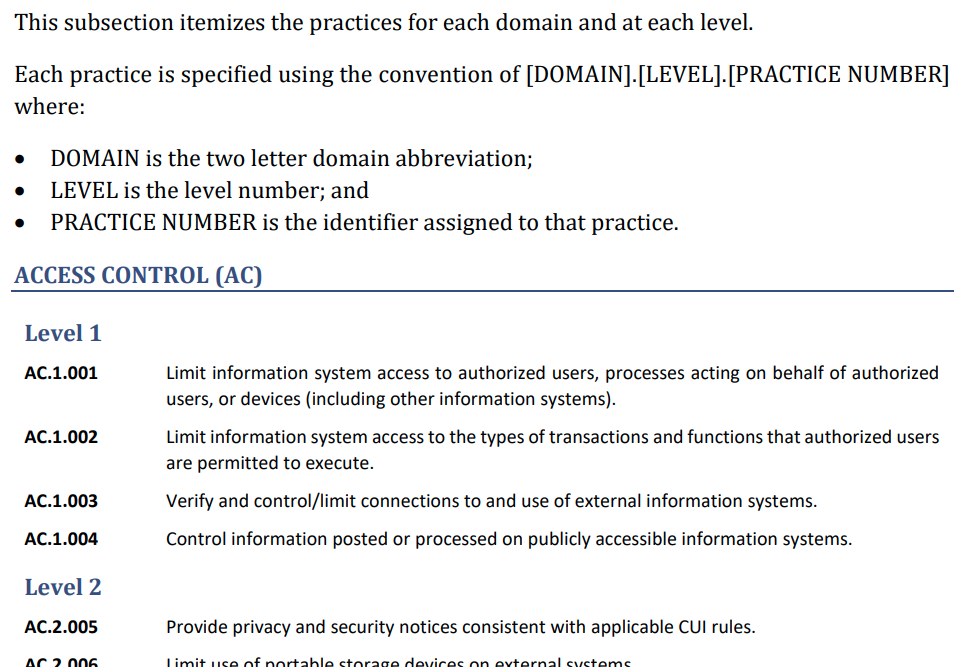 This subsection itemizes the practices for each domain and at each level.
Each practice is specified using the convention of [DOMAIN].[LEVEL].[PRACTICE NUMBER]
where:
• DOMAIN is the two letter domain abbreviation;
• LEVEL is the level number; and
• PRACTICE NUMBER is the identifier assigned to that practice.
ACCESS CONTROL (AC)
Level 1
AC.1.001 Limit information system access to authorized users, processes acting on behalf of authorized
users, or devices (including other information systems).
AC.1.002 Limit information system access to the types of transactions and functions that authorized users
are permitted to execute.
AC.1.003 Verify and control/limit connections to and use of external information systems.
AC.1.004 Control information posted or processed on publicly accessible information systems.
Level 2
AC.2.005 Provide privacy and security notices consistent with applicable CUI rules.
AC.2.006 Limit use of portable storage devices on external systems.